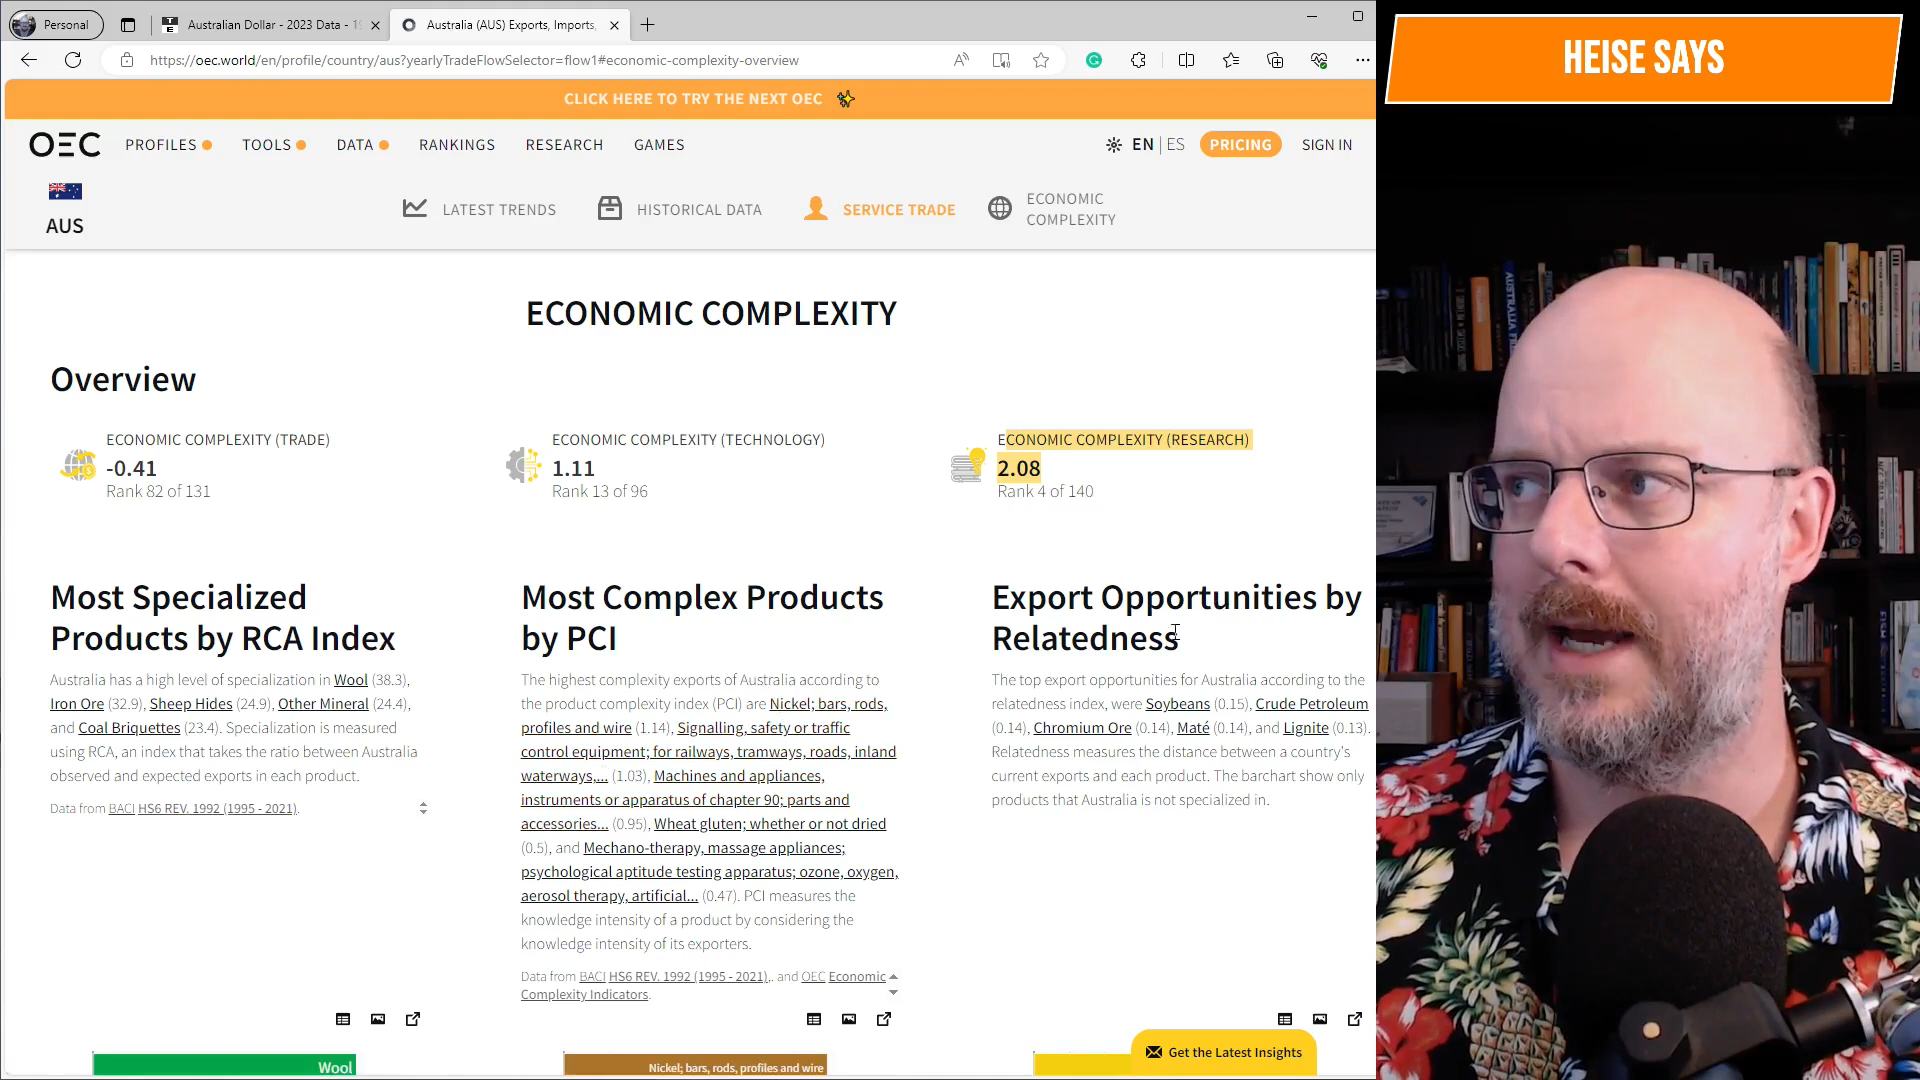 Personal
Australian Dollar - 2023 Data - 19
Australia (AUS) Exports, Imports,
https://oec.world/en/profile/country/aus?yearlyTradeFlowSelector=flow1#economic-complexity-overview
HEISE SAYS
CLICK HERE TO TRY THE NEXT OEC
OEC
PROFILES
TOOLS
DATA
RANKINGS
RESEARCH
GAMES
EN | ES
PRICING
SIGN IN
AUS
LATEST TRENDS
HISTORICAL DATA
SERVICE TRADE
ECONOMIC
COMPLEXITY
ECONOMIC COMPLEXITY
Overview
ECONOMIC COMPLEXITY (TRADE)
-0.41
Rank 82 of 131
ECONOMIC COMPLEXITY (TECHNOLOGY)
1.11
Rank 13 of 96
ECONOMIC COMPLEXITY (RESEARCH)
2.08
Rank 4 of 140
Most Specialized
Products by RCA Index
Australia has a high level of specialization in Wool (38.3),
Iron Ore (32.9), Sheep Hides (24.9), Other Mineral (24.4),
and Coal Briquettes (23.4). Specialization is measured
using RCA, an index that takes the ratio between Australia
observed and expected exports in each product.
Data from BACI HS6 REV. 1992 (1995 - 2021).
Most Complex Products
by PCI
The highest complexity exports of Australia according to
the product complexity index (PCI) are Nickel; bars, rods,
profiles and wire (1.14), Signalling, safety or traffic
control equipment; for railways, tramways, roads, inland
waterways,... (1.03), Machines and appliances,
instruments or apparatus of chapter 90; parts and
accessories... (0.95), Wheat gluten; whether or not dried
(0.5), and Mechano-therapy, massage appliances;
psychological aptitude testing apparatus; ozone, oxygen,
aerosol therapy, artificial... (0.47). PCI measures the
knowledge intensity of a product by considering the
knowledge intensity of its exporters.
Data from BACI HS6 REV. 1992 (1995 - 2021),. and OEC Economic
Complexity Indicators.
Export Opportunities by
Relatedness
The top export opportunities for Australia according to the
relatedness index, were Soybeans (0.15), Crude Petroleum
(0.14), Chromium Ore (0.14), Maté (0.14), and Lignite (0.13).
Relatedness measures the distance between a country's
current exports and each product. The barchart show only
products that Australia is not specialized in.
Get the Latest Insights
Wool
Nickel; bars, rods, profiles and wire